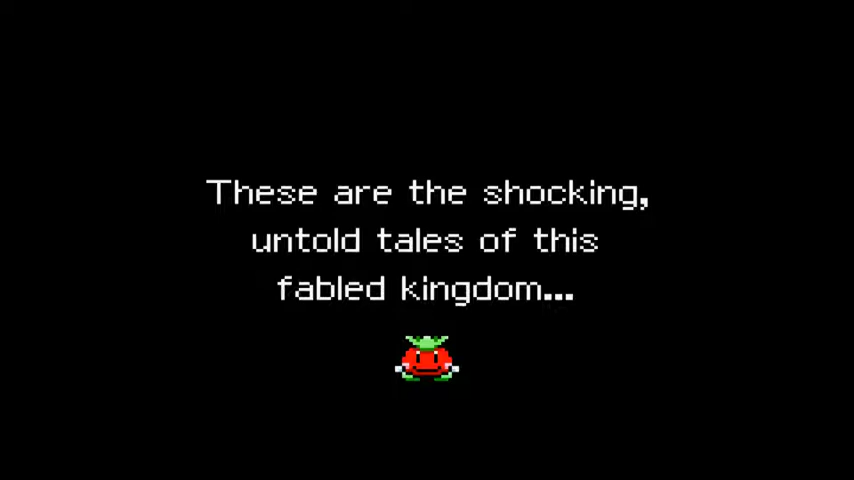 These are the shocking,
untold tales of this
fabled kingdom...